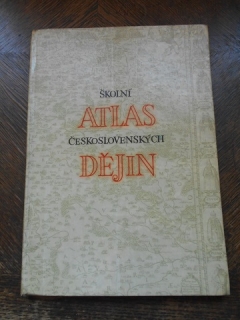 ŠKOLNÍ
ATLAS
ČESKOSLOVENSKÝCH
DĚJIN